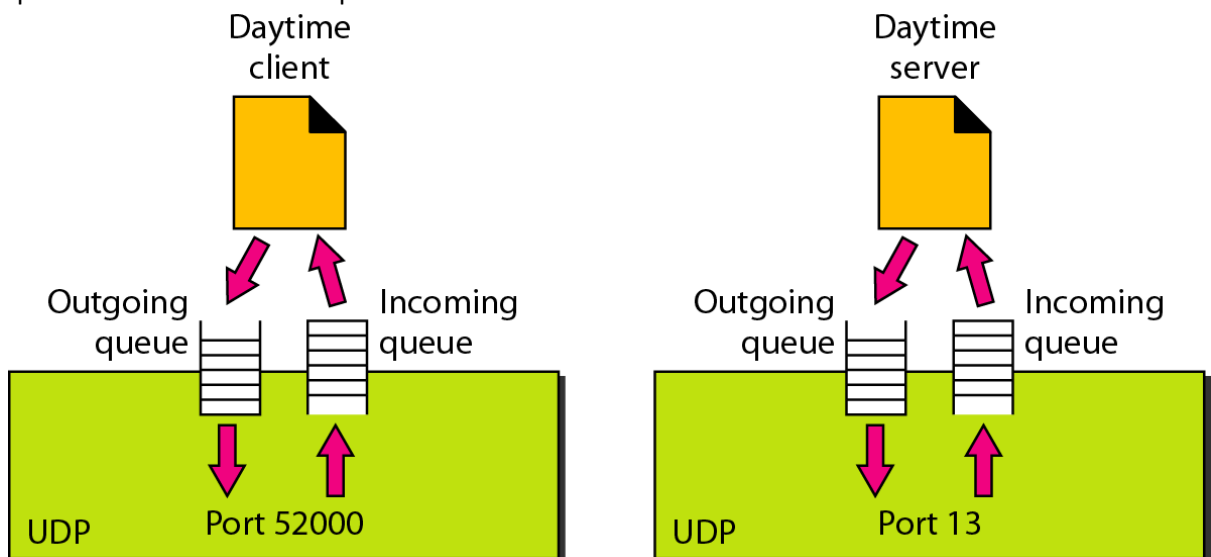 Daytime
client
Outgoing
queue
Incoming
queue
UDP
Port 52000
Daytime
server
Outgoing
queue
Incoming
queue
UDP
Port 13